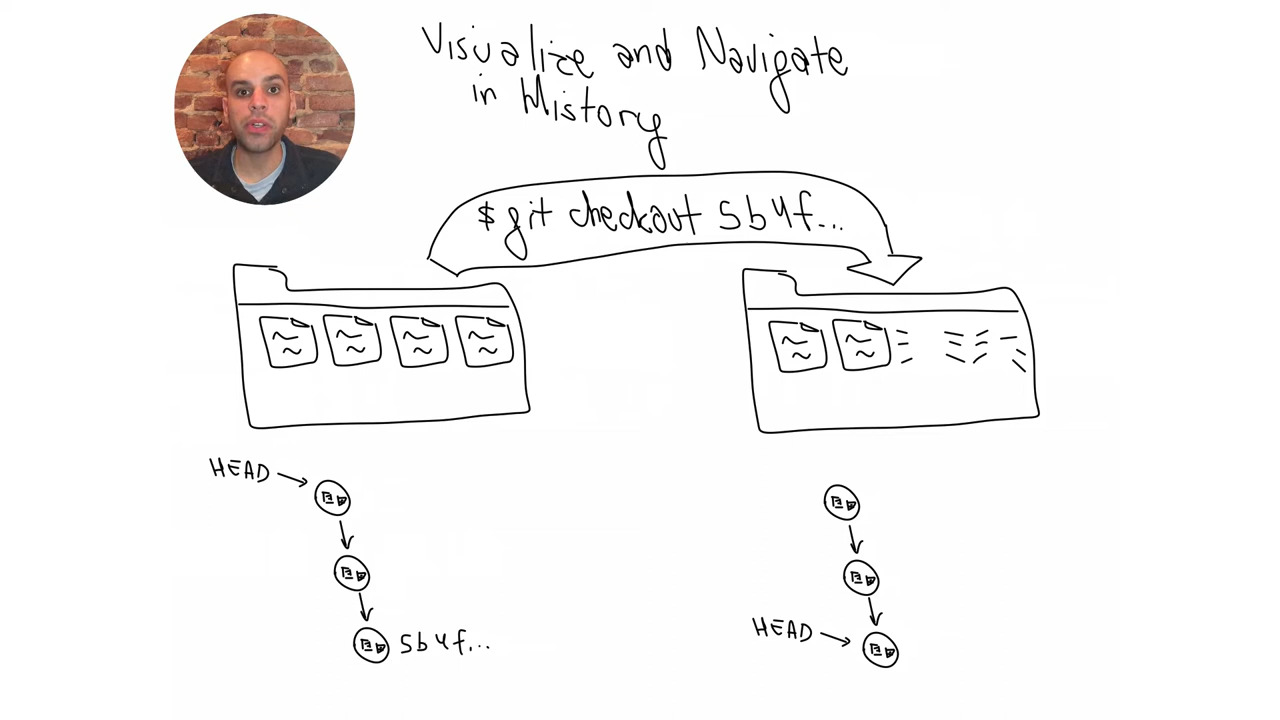 Visualize and Navigate
in History
$ git checkout 5b4f...
HEAD
5b4f...
HEAD